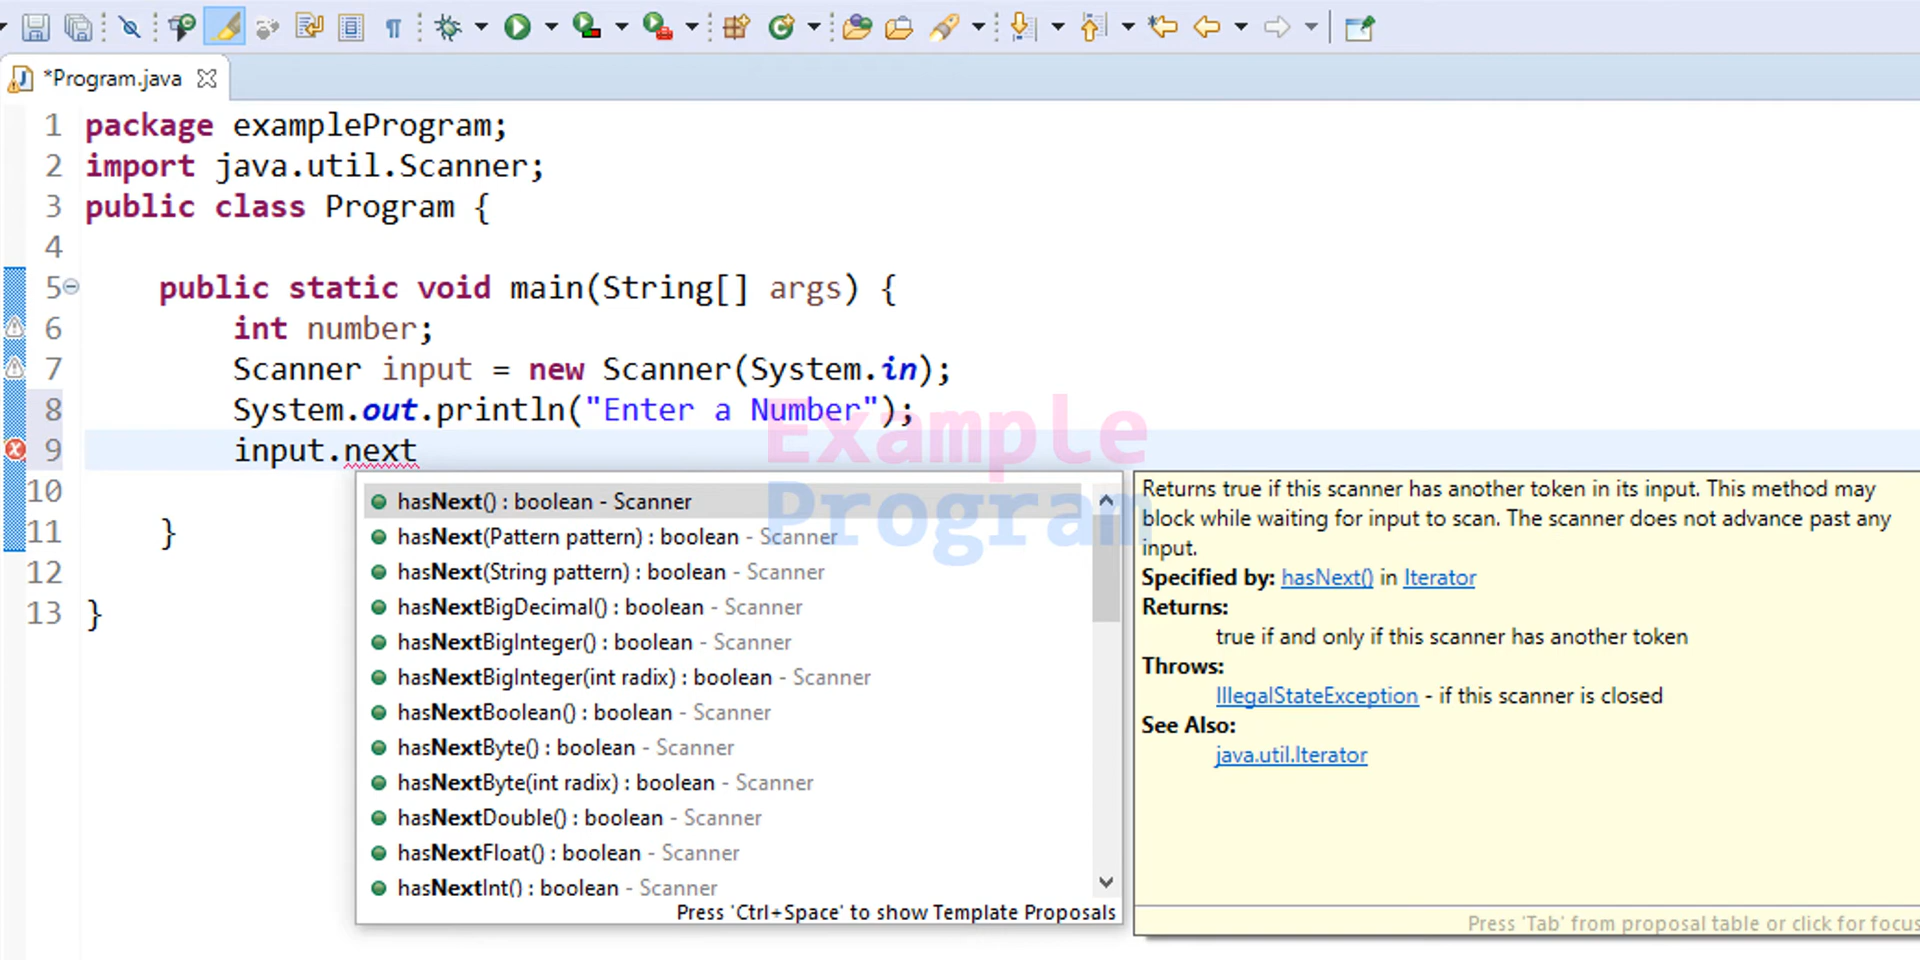 *Program.java
1 package exampleProgram;
2 import java.util.Scanner;
3 public class Program {
4
5 public static void main(String[] args) {
6 int number;
7 Scanner input = new Scanner(System.in);
8 System.out.println("Enter a Number");
9 input.next
10
11 }
12
13 }
Example
Program
hasNext() : boolean - Scanner
hasNext(Pattern pattern) : boolean - Scanner
hasNext(String pattern) : boolean - Scanner
hasNextBigDecimal() : boolean - Scanner
hasNextBigInteger() : boolean - Scanner
hasNextBigInteger(int radix) : boolean - Scanner
hasNextBoolean() : boolean - Scanner
hasNextByte() : boolean - Scanner
hasNextByte(int radix) : boolean - Scanner
hasNextDouble() : boolean - Scanner
hasNextFloat() : boolean - Scanner
hasNextInt() : boolean - Scanner
Press 'Ctrl+Space' to show Template Proposals
Returns true if this scanner has another token in its input. This method may
block while waiting for input to scan. The scanner does not advance past any
input.
Specified by: hasNext() in Iterator
Returns:
true if and only if this scanner has another token
Throws:
IllegalStateException - if this scanner is closed
See Also:
java.util.Iterator
Press 'Tab' from proposal table or click for focus